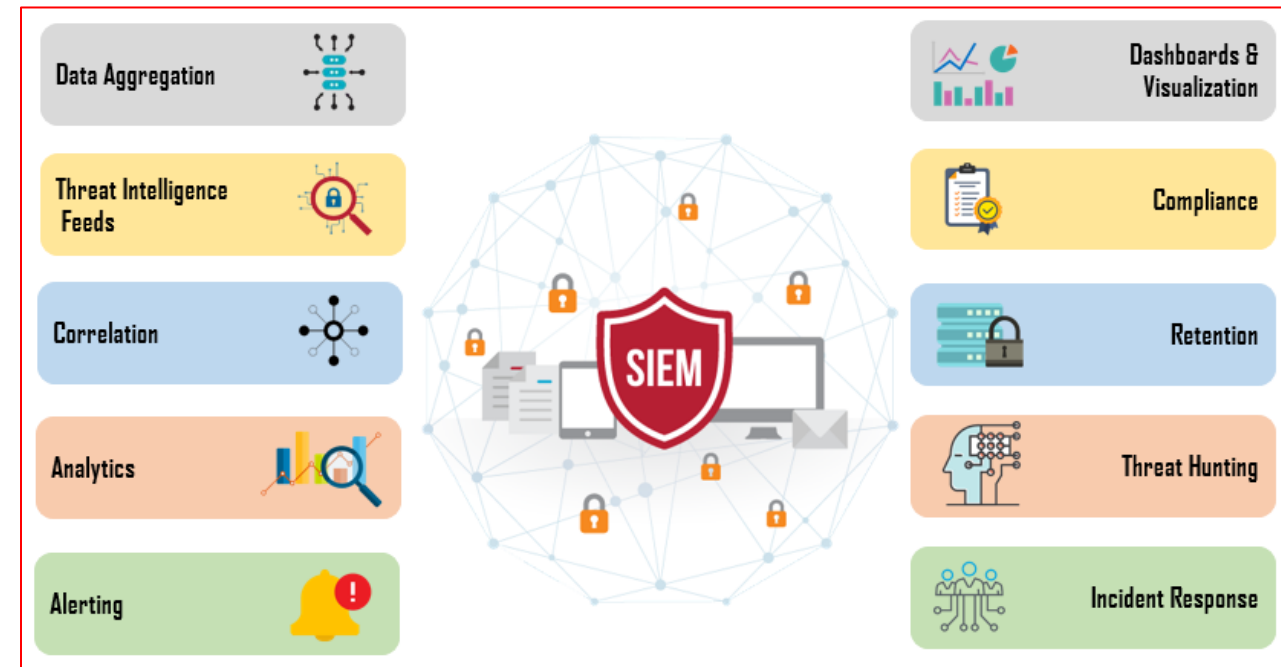 Data Aggregation
Threat Intelligence
Feeds
Correlation
Analytics
Alerting
SIEM
Dashboards &
Visualization
Compliance
Retention
Threat Hunting
Incident Response